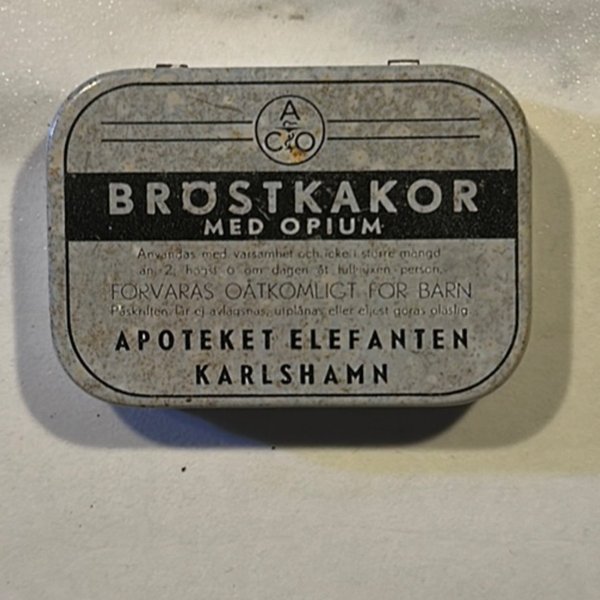 A
C & O
BRÖSTKAKOR
MED OPIUM
Användas med varsamhet och icke i större mängd
än 2, högst 6 om dagen åt fullvuxen person.
FÖRVARAS OÅTKOMLIGT FÖR BARN
Påskriften får ej avlägsnas, utplånas eller eljest göras oläslig.
APOTEKET ELEFANTEN
KARLSHAMN